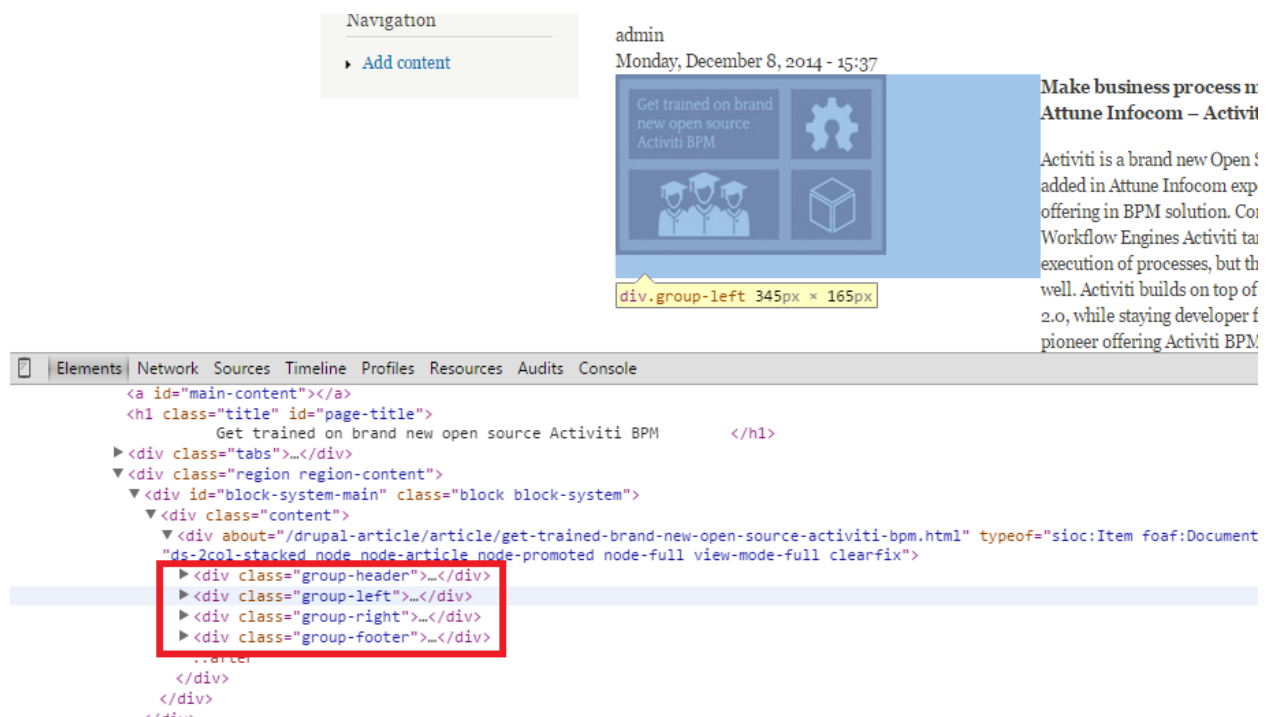 Navigation
Add content
admin
Monday, December 8, 2014 - 15:37
Get trained on brand
new open source
Activiti BPM
Make business process m
Attune Infocom – Activit
Activiti is a brand new Open S
added in Attune Infocom exp
offering in BPM solution. Co
Workflow Engines Activiti ta
execution of processes, but th
well. Activiti builds on top of
2.0, while staying developer f
pioneer offering Activiti BPM
div.group-left 345px × 165px
Elements Network Sources Timeline Profiles Resources Audits Console
<a id="main-content"></a>
<h1 class="title" id="page-title">
Get trained on brand new open source Activiti BPM </h1>
▶<div class="tabs">…</div>
▼<div class="region region-content">
▼<div id="block-system-main" class="block block-system">
▼<div class="content">
▼<div about="/drupal-article/article/get-trained-brand-new-open-source-activiti-bpm.html" typeof="sioc:Item foaf:Document
"ds-2col-stacked node node-article node-promoted node-full view-mode-full clearfix">
▶<div class="group-header">…</div>
▶<div class="group-left">…</div>
▶<div class="group-right">…</div>
▶<div class="group-footer">…</div>
::after
</div>
</div>
</div>